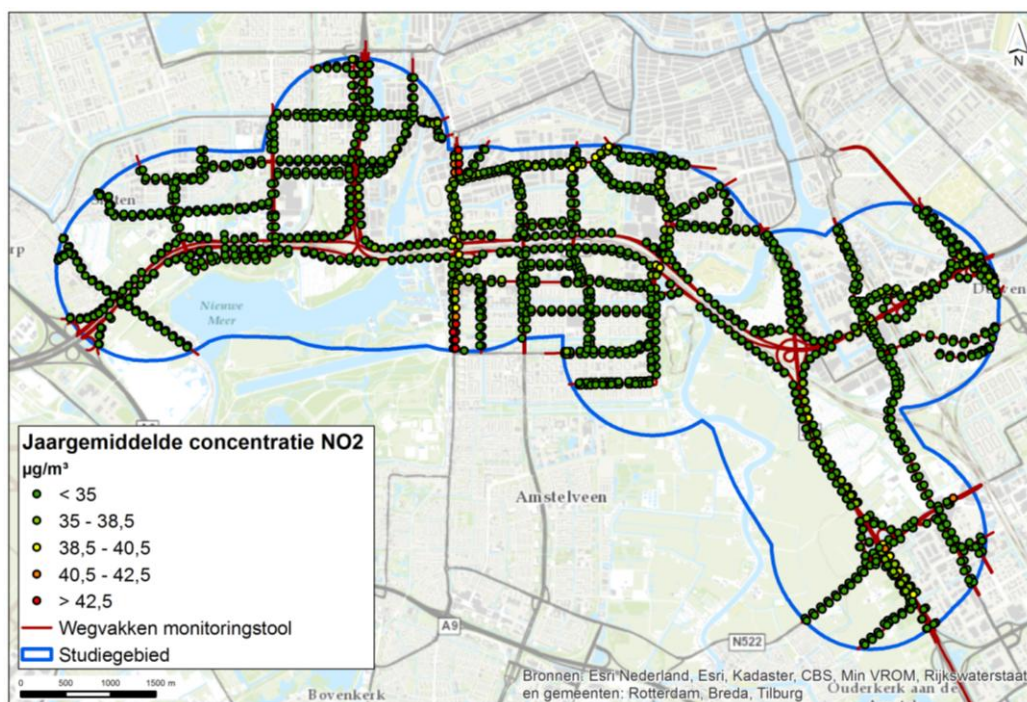 N
Nieuwe
Meer
Amstelveen
A9
N522
Bovenkerk
Ouderkerk aan de
Jaargemiddelde concentratie NO2
µg/m³
< 35
35 - 38,5
38,5 - 40,5
40,5 - 42,5
> 42,5
Wegvakken monitoringstool
Studiegebied
0 500 1000 1500 m
Bronnen: Esri Nederland, Esri, Kadaster, CBS, Min VROM, Rijkswaterstaat
en gemeenten: Rotterdam, Breda, Tilburg